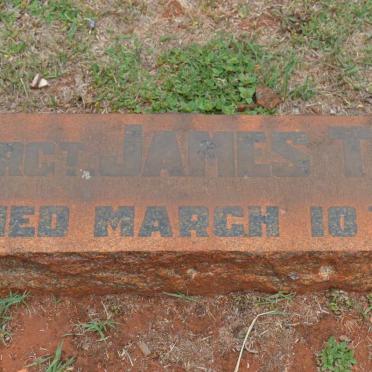 RCT. JAMES T
IED MARCH 10